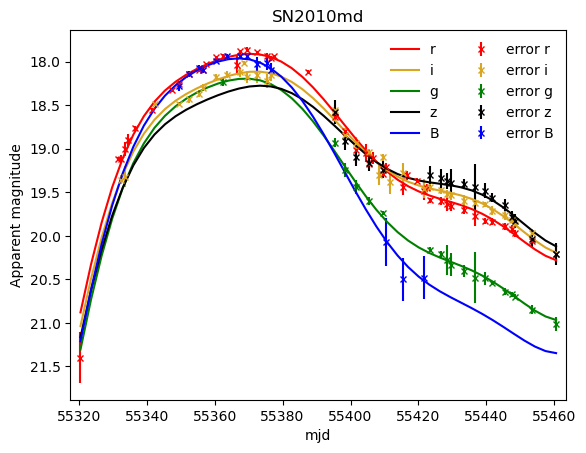 SN2010md
Apparent magnitude
18.0
18.5
19.0
19.5
20.0
20.5
21.0
21.5
r error r
i error i
g error g
z error z
B error B
55320 55340 55360 55380 55400 55420 55440 55460
mjd